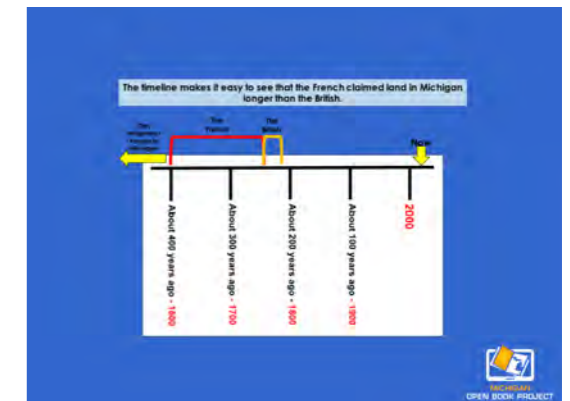 The timeline makes it easy to see that the French claimed land in Michigan
longer than the British.
The
French
The
British
Now
About 400 years ago - 1600
About 300 years ago - 1700
About 200 years ago - 1800
About 100 years ago - 1900
2000
MICHIGAN
OPEN BOOK PROJECT